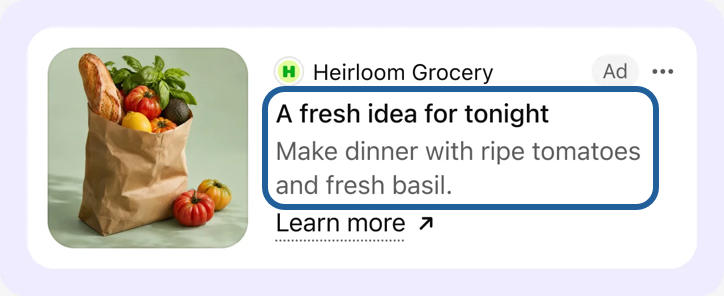 H Heirloom Grocery Ad
A fresh idea for tonight
Make dinner with ripe tomatoes
and fresh basil.
Learn more